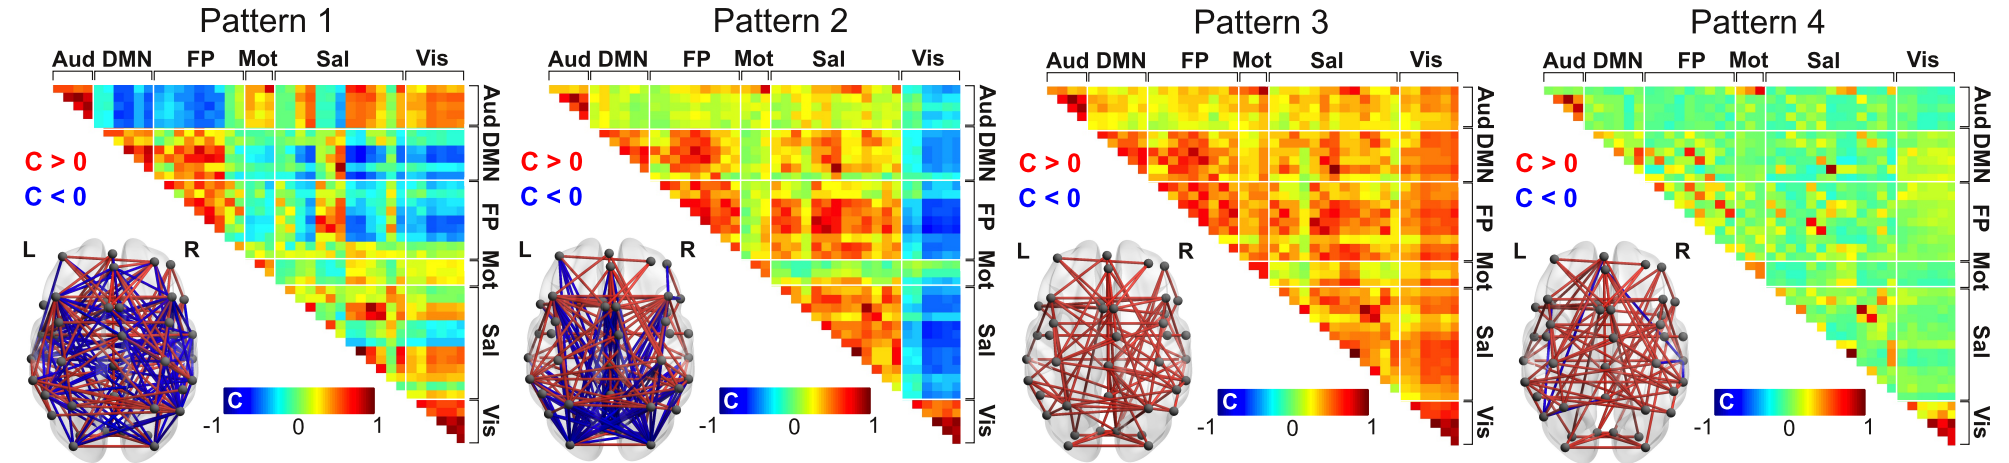 Pattern 1
Aud DMN FP Mot Sal Vis
Aud
DMN
FP
Mot
Sal
Vis
C > 0
C < 0
L R
C
-1 0 1
Pattern 2
Aud DMN FP Mot Sal Vis
Aud
DMN
FP
Mot
Sal
Vis
C > 0
C < 0
L R
C
-1 0 1
Pattern 3
Aud DMN FP Mot Sal Vis
Aud
DMN
FP
Mot
Sal
Vis
C > 0
C < 0
L R
C
-1 0 1
Pattern 4
Aud DMN FP Mot Sal Vis
Aud
DMN
FP
Mot
Sal
Vis
C > 0
C < 0
L R
C
-1 0 1